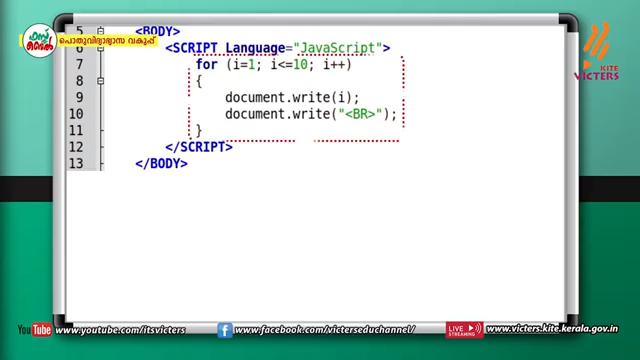 പൊതുവിദ്യാഭ്യാസ വകുപ്പ്
KITE
VICTERS
5 <BODY>
6 <SCRIPT Language="JavaScript">
7 for (i=1; i<=10; i++)
8 {
9 document.write(i);
10 document.write("<BR>");
11 }
12 </SCRIPT>
13 </BODY>
YouTube www.youtube.com/itsvicters
f www.facebook.com/victerseduchannel/
LIVE STREAMING www.victers.kite.kerala.gov.in